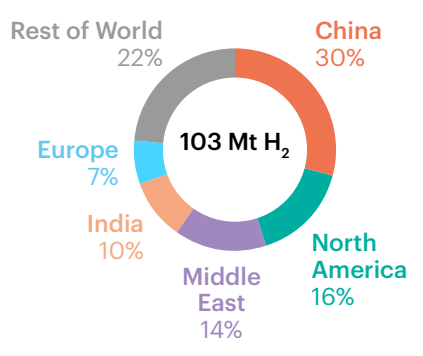 Rest of World
22%
China
30%
103 Mt H₂
Europe
7%
India
10%
North
America
16%
Middle
East
14%